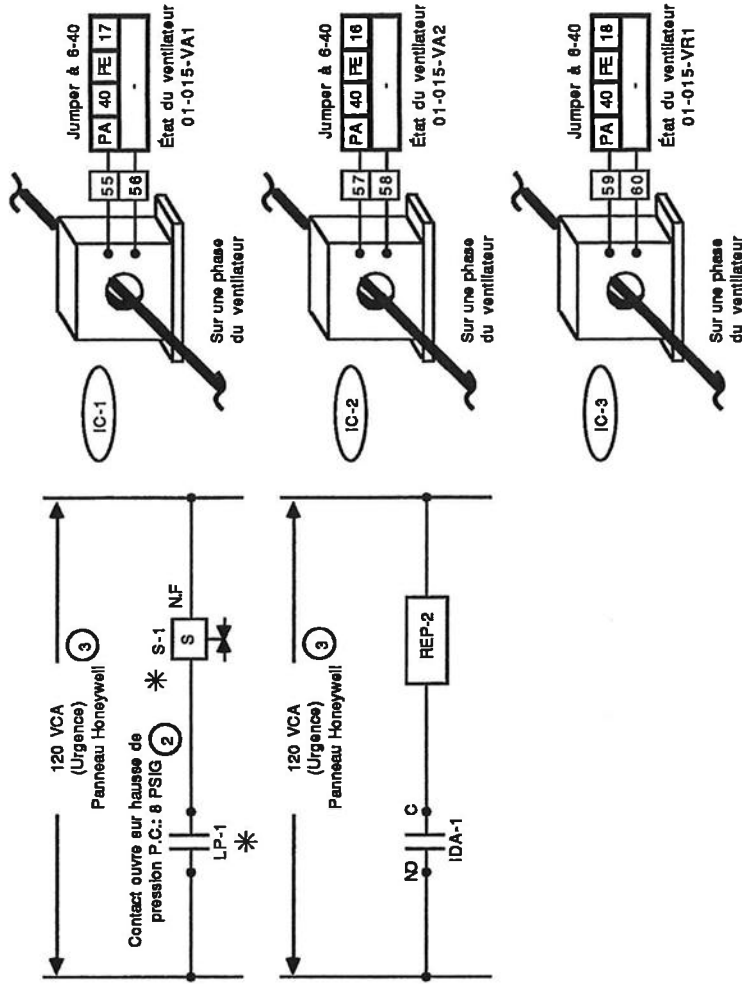 120 VCA
(Urgence)
Panneau Honeywell
3
Contact ouvre sur hausse de
pression P.C.: 8 PSIG
2
LP-1
S-1
S
N.F
120 VCA
(Urgence)
Panneau Honeywell
3
NO
C
IDA-1
REP-2
IC-1
Sur une phase
du ventilateur
55
56
Jumper à 6-40
PA 40 PE 17
-
État du ventilateur
01-015-VA1
IC-2
Sur une phase
du ventilateur
57
58
Jumper à 6-40
PA 40 PE 16
-
État du ventilateur
01-015-VA2
IC-3
Sur une phase
du ventilateur
59
60
Jumper à 6-40
PA 40 PE 18
-
État du ventilateur
01-015-VR1